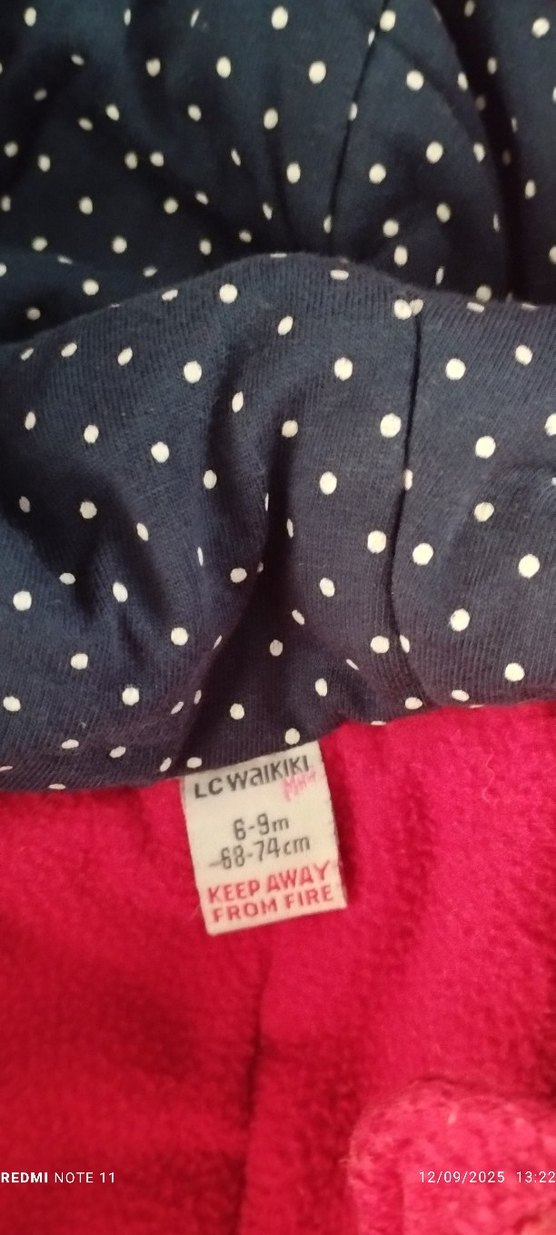 LC WAIKIKI
6-9m
68-74cm
KEEP AWAY
FROM FIRE
REDMI NOTE 11
12/09/2025 13:22